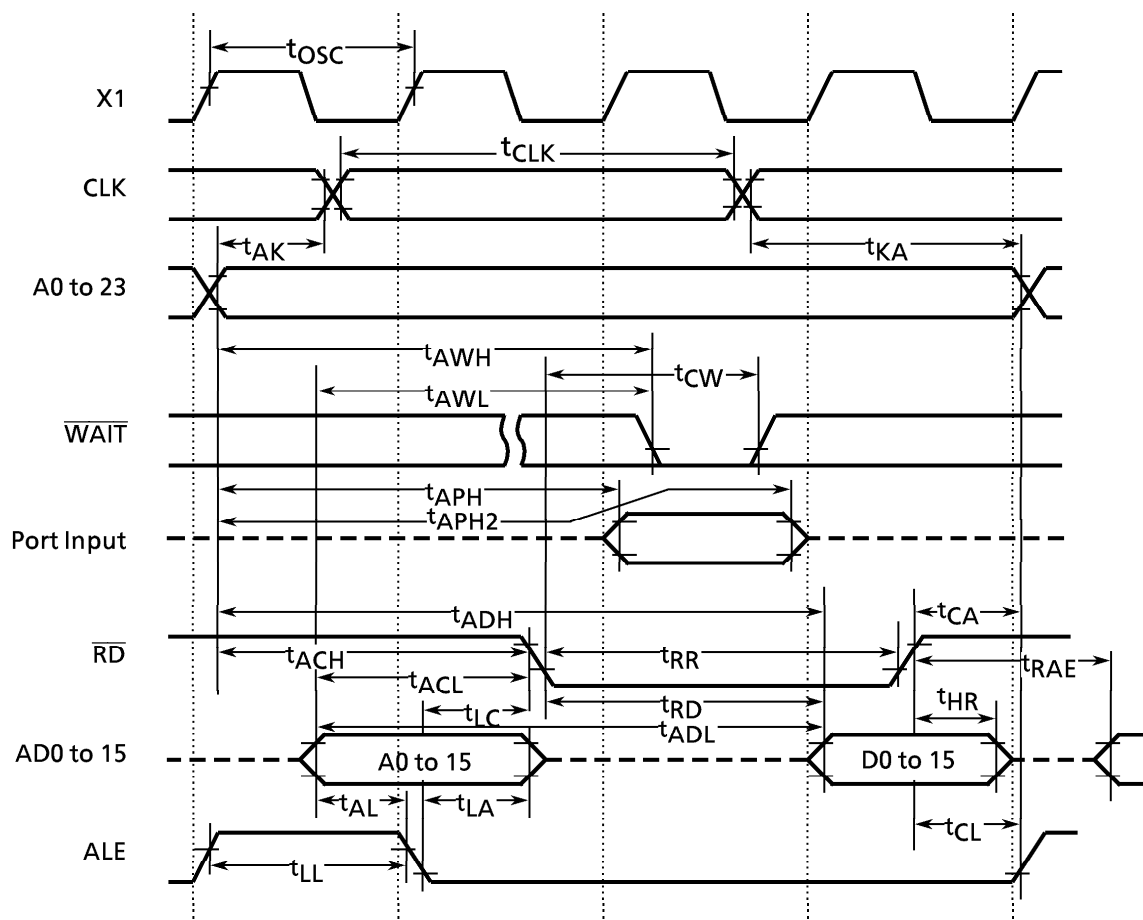 tOSC
X1
tCLK
CLK
tAK
tKA
A0 to 23
tAWH
tCW
tAWL
WAIT
tAPH
tAPH2
Port Input
tADH
tCA
RD
tACH
tRR
tRAE
tACL
tLC
tRD
tHR
tADL
AD0 to 15
A0 to 15
D0 to 15
tAL
tLA
tCL
ALE
tLL